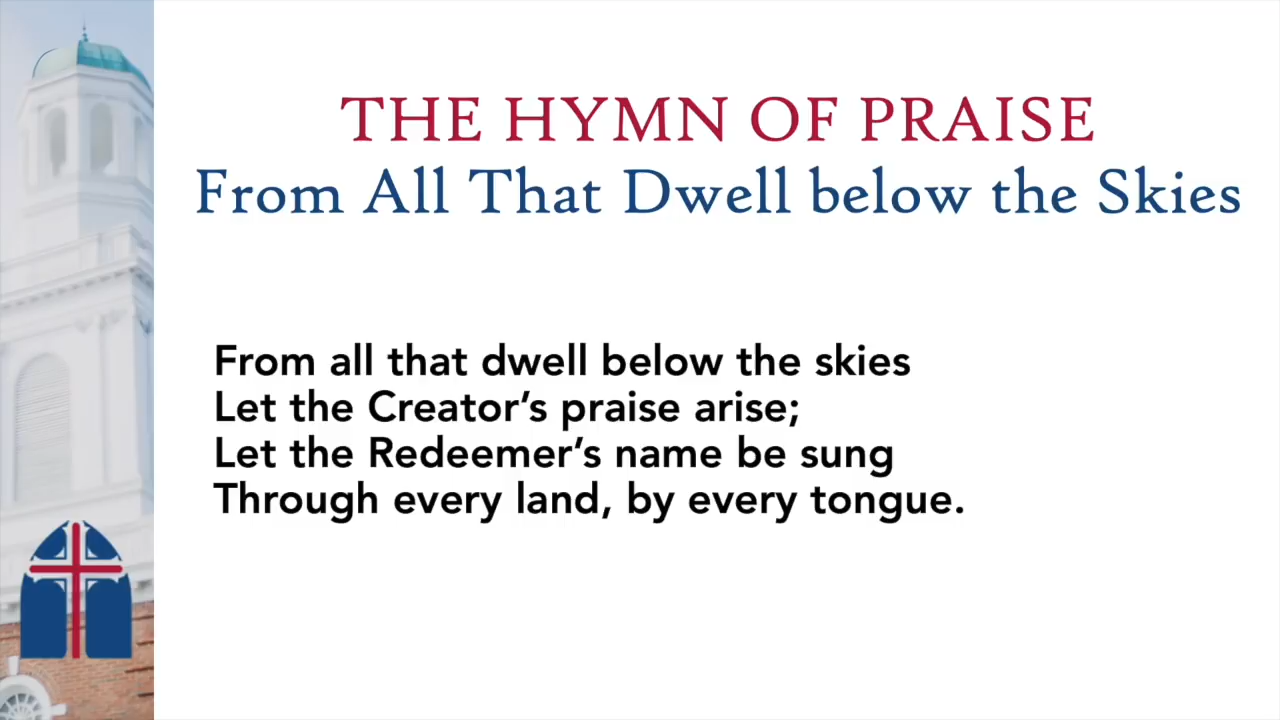 THE HYMN OF PRAISE
From All That Dwell below the Skies
From all that dwell below the skies
Let the Creator’s praise arise;
Let the Redeemer’s name be sung
Through every land, by every tongue.